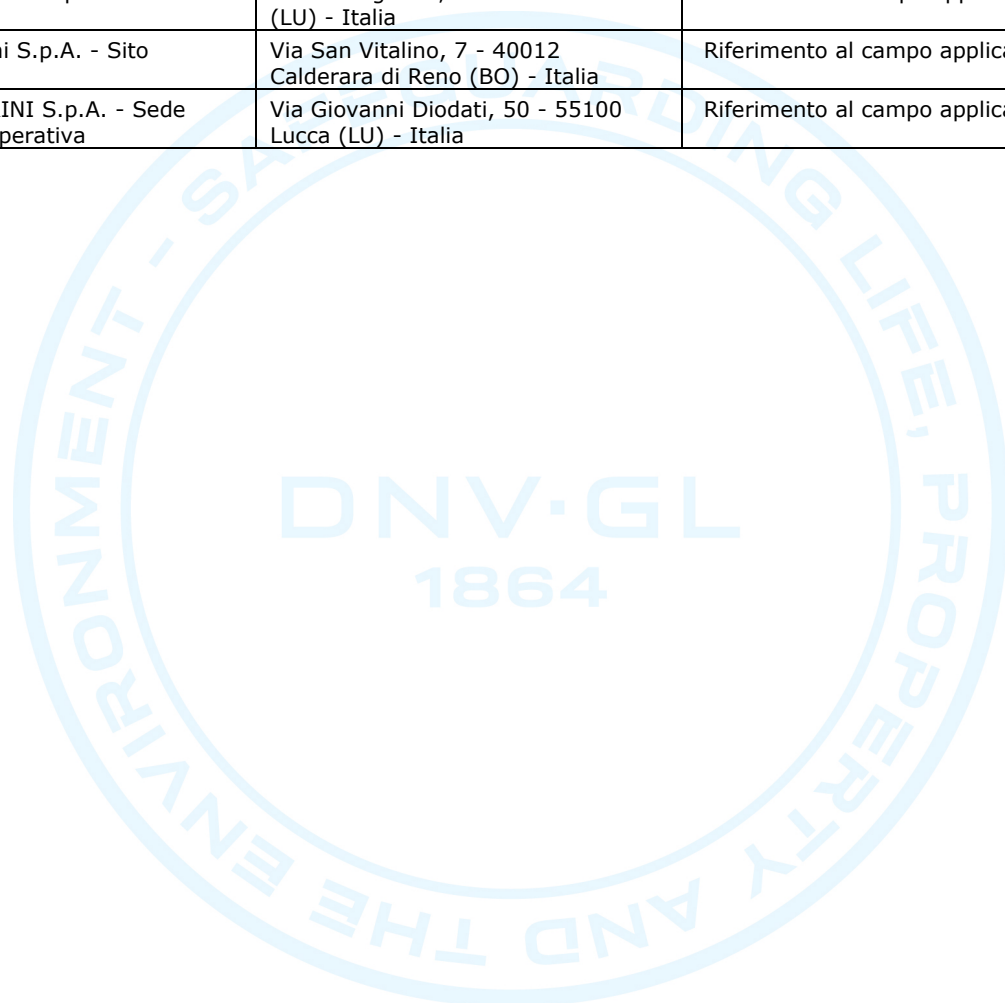 (LU) - Italia
i S.p.A. - Sito
Via San Vitalino, 7 - 40012
Riferimento al campo applica
Calderara di Reno (BO) - Italia
INI S.p.A. - Sede
Via Giovanni Diodati, 50 - 55100
Riferimento al campo applica
perativa
Lucca (LU) - Italia
SAFEGUARDING LIFE, PROPERTY AND THE ENVIRONMENT -
DNV·GL
1864